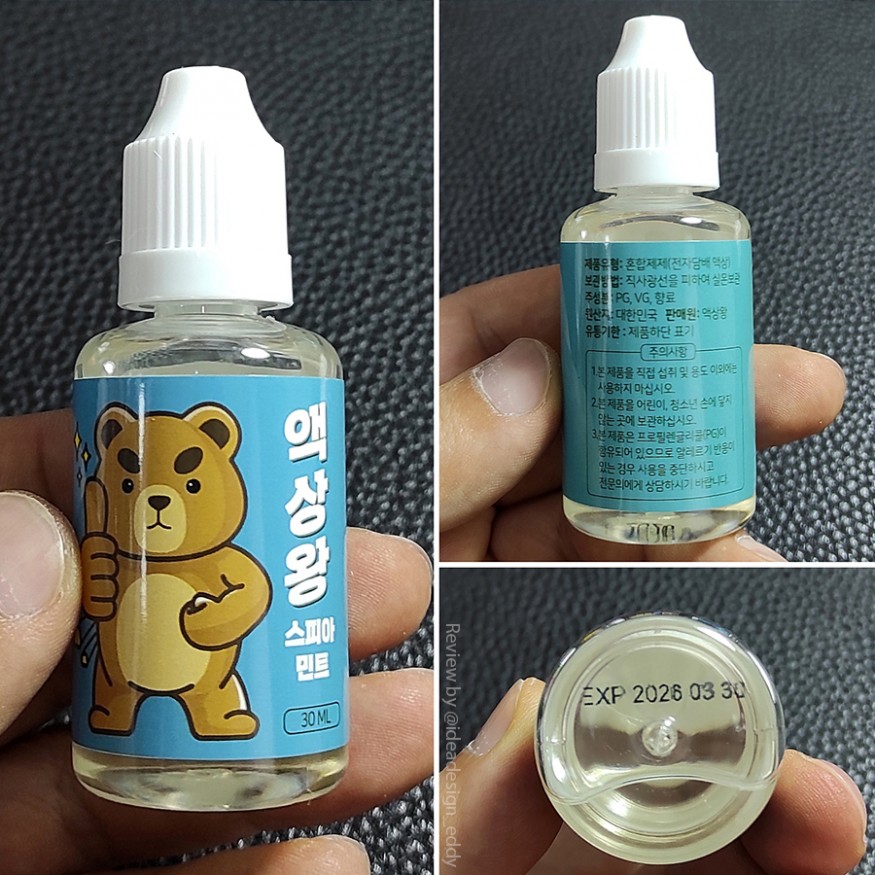 액상왕
스피아
민트
30 ML
제품유형: 혼합제제(전자담배 액상)
보관방법: 직사광선을 피하여 실온보관
주성분: PG, VG, 향료
원산지: 대한민국 판매원: 액상왕
유통기한 : 제품하단 표기
주의사항
1.본 제품을 직접 섭취 및 용도 이외에는
사용하지 마십시오.
2.본 제품을 어린이, 청소년 손에 닿지
않는 곳에 보관하십시오.
3.본 제품은 프로필렌글리콜(PG)이
함유되어 있으므로 알레르기 반응이
있는 경우 사용을 중단하시고
전문의에게 상담하시기 바랍니다.
EXP 2026 03 30
Review by @ideadesign_eddy